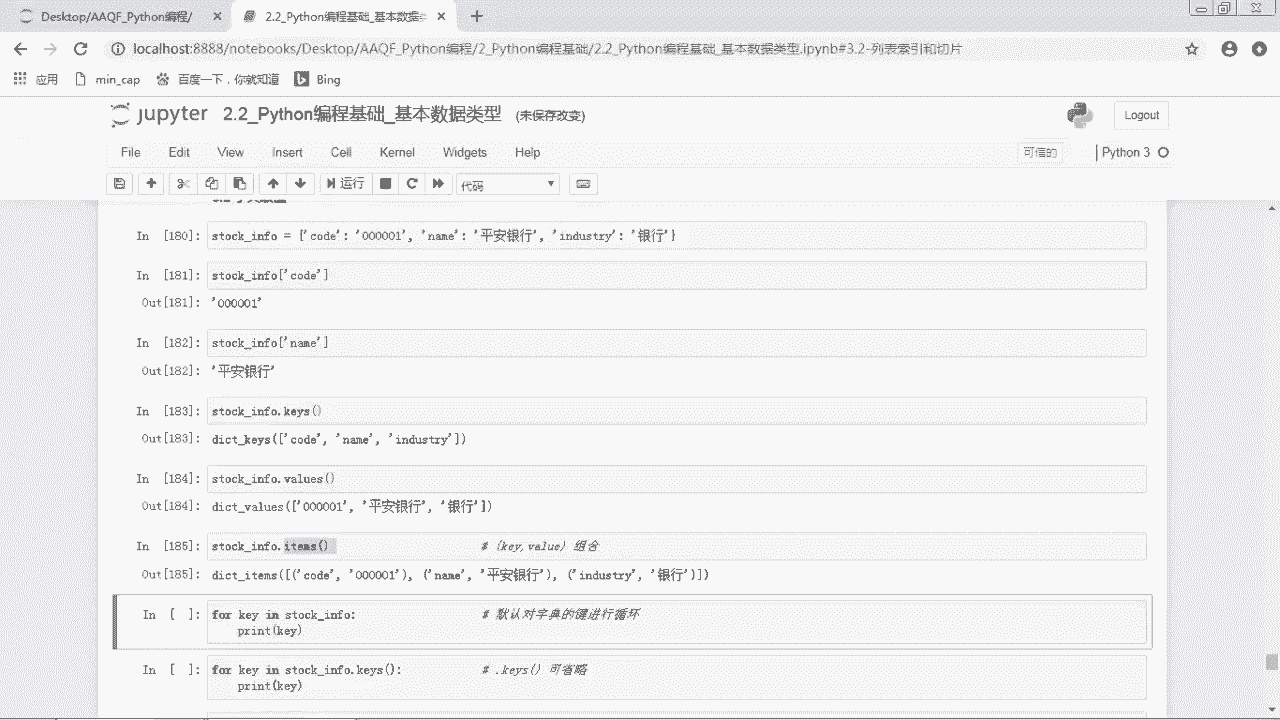 Desktop/AAQF_Python编程/
2.2_Python编程基础_基本数据类
localhost:8888/notebooks/Desktop/AAQF_Python编程/2_Python编程基础/2.2_Python编程基础_基本数据类型.ipynb#3.2-列表索引和切片
应用
min_cap
百度一下，你就知道
Bing
jupyter 2.2_Python编程基础_基本数据类型 (未保存改变)
Logout
File Edit View Insert Cell Kernel Widgets Help
可信的
Python 3
运行
代码
In [180]: stock_info = {'code': '000001', 'name': '平安银行', 'industry': '银行'}
In [181]: stock_info['code']
Out[181]: '000001'
In [182]: stock_info['name']
Out[182]: '平安银行'
In [183]: stock_info.keys()
Out[183]: dict_keys(['code', 'name', 'industry'])
In [184]: stock_info.values()
Out[184]: dict_values(['000001', '平安银行', '银行'])
In [185]: stock_info.items() # (key,value) 组合
Out[185]: dict_items([('code', '000001'), ('name', '平安银行'), ('industry', '银行')])
In [ ]: for key in stock_info: # 默认对字典的键进行循环
print(key)
In [ ]: for key in stock_info.keys(): # .keys() 可省略
print(key)